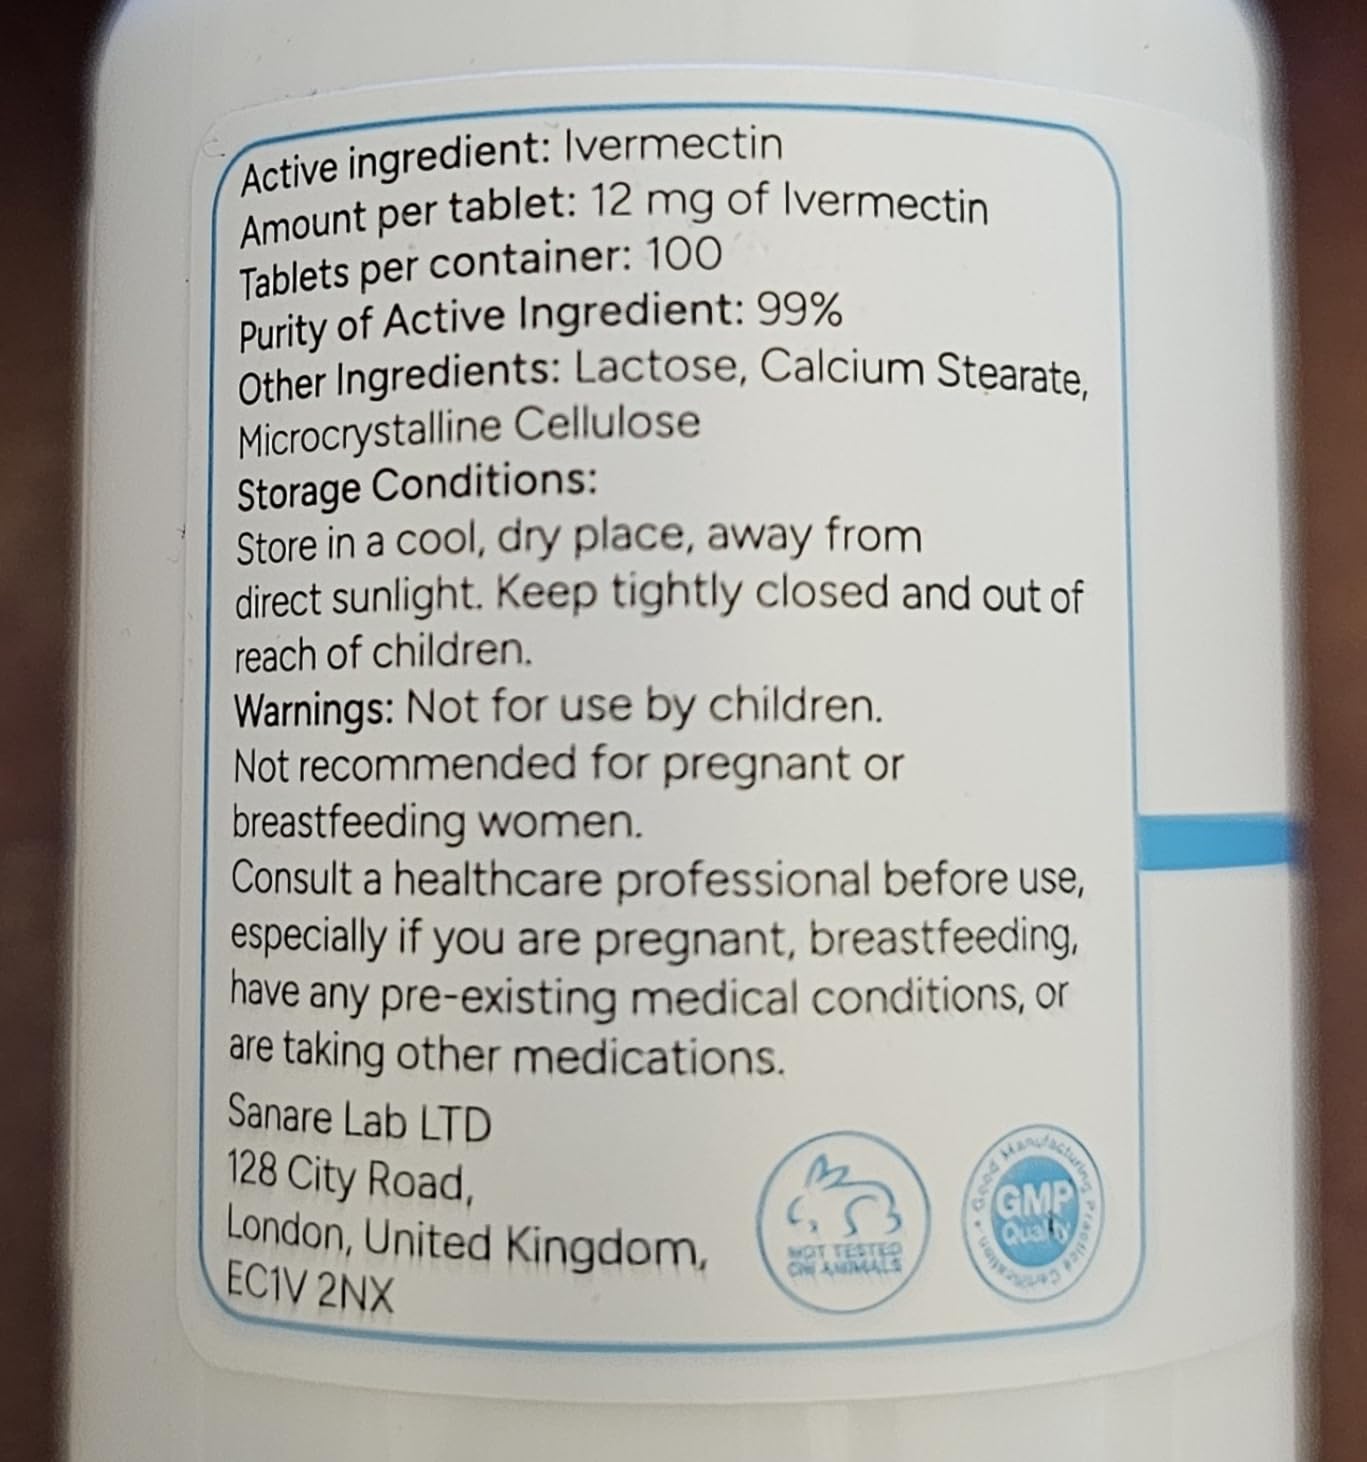 Active ingredient: Ivermectin
Amount per tablet: 12 mg of Ivermectin
Tablets per container: 100
Purity of Active Ingredient: 99%
Other Ingredients: Lactose, Calcium Stearate,
Microcrystalline Cellulose
Storage Conditions:
Store in a cool, dry place, away from
direct sunlight. Keep tightly closed and out of
reach of children.
Warnings: Not for use by children.
Not recommended for pregnant or
breastfeeding women.
Consult a healthcare professional before use,
especially if you are pregnant, breastfeeding,
have any pre-existing medical conditions, or
are taking other medications.
Sanare Lab LTD
128 City Road,
London, United Kingdom,
EC1V 2NX
NOT TESTED
ON ANIMALS
Good Manufacturing Practice Certification
GMP
Quality